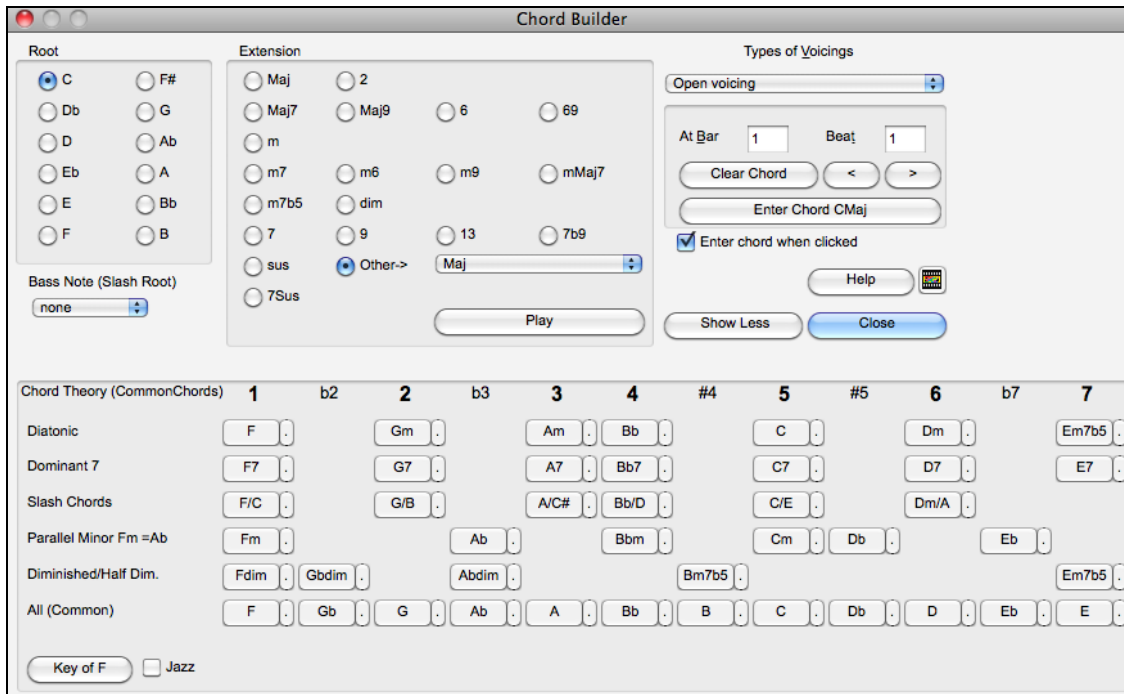 Chord Builder
Root Extension Types of Voicings
C F# Maj 2 Open voicing
Db G Maj7 Maj9 6 69
D Ab m At Bar 1 Beat 1
Eb A m7 m6 m9 mMaj7 Clear Chord < >
E Bb m7b5 dim Enter Chord CMaj
F B 7 9 13 7b9 Enter chord when clicked
sus Other-> Maj
Bass Note (Slash Root) Help
none 7Sus
Play Show Less Close
Chord Theory (CommonChords) 1 b2 2 b3 3 4 #4 5 #5 6 b7 7
Diatonic F . Gm . Am . Bb . C . Dm . Em7b5 .
Dominant 7 F7 . G7 . A7 . Bb7 . C7 . D7 . E7 .
Slash Chords F/C . G/B . A/C# . Bb/D . C/E . Dm/A .
Parallel Minor Fm =Ab Fm . Ab . Bbm . Cm . Db . Eb .
Diminished/Half Dim. Fdim . Gbdim . Abdim . Bm7b5 . Em7b5 .
All (Common) F . Gb . G . Ab . A . Bb . B . C . Db . D . Eb . E .
Key of F Jazz